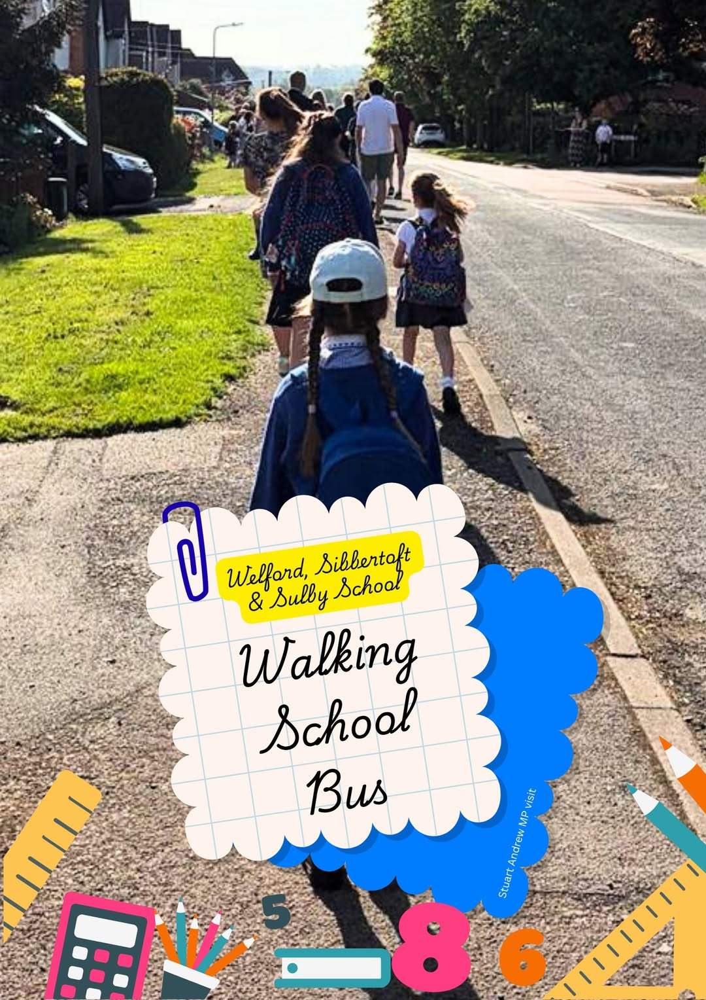 Welford, Sibbertoft
& Sulby School
Walking
School
Bus
Stuart Andrew MP visit
5
8
6